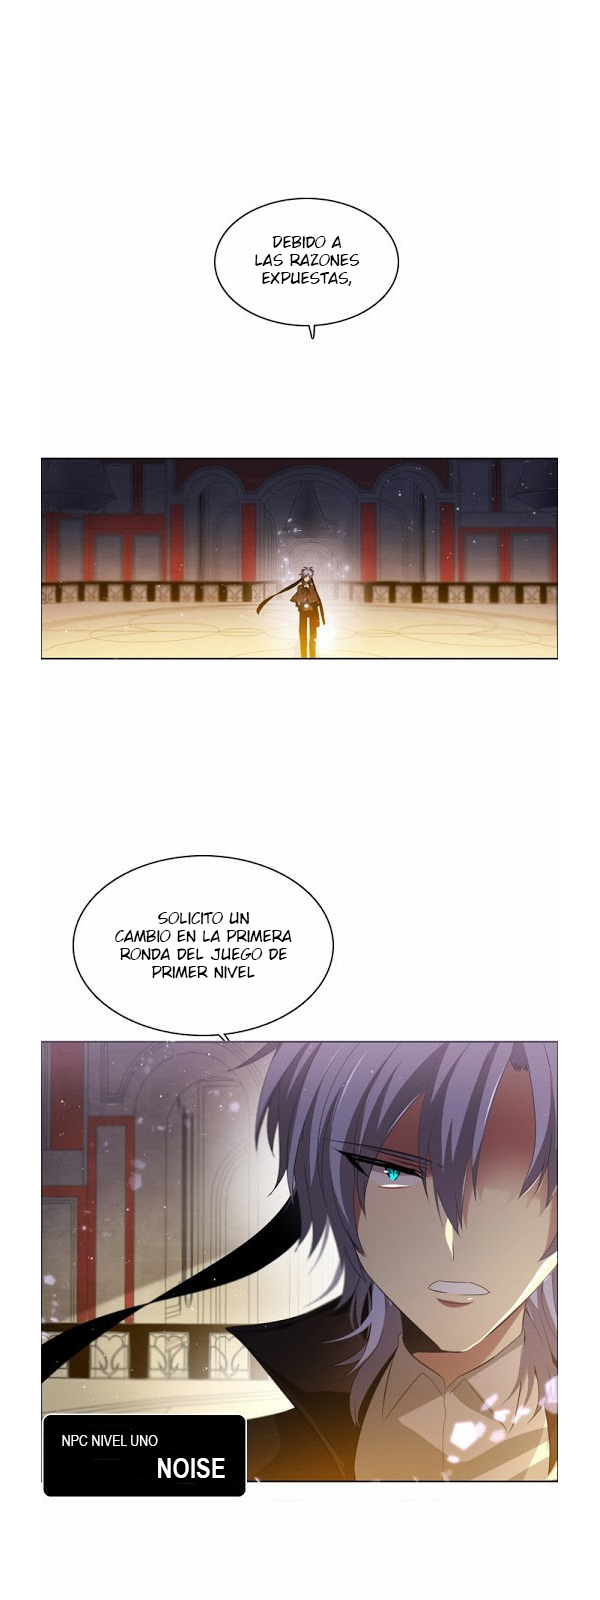 DEBIDO A
LAS RAZONES
EXPUESTAS,
SOLICITO UN
CAMBIO EN LA PRIMERA
RONDA DEL JUEGO DE
PRIMER NIVEL
NPC NIVEL UNO
NOISE